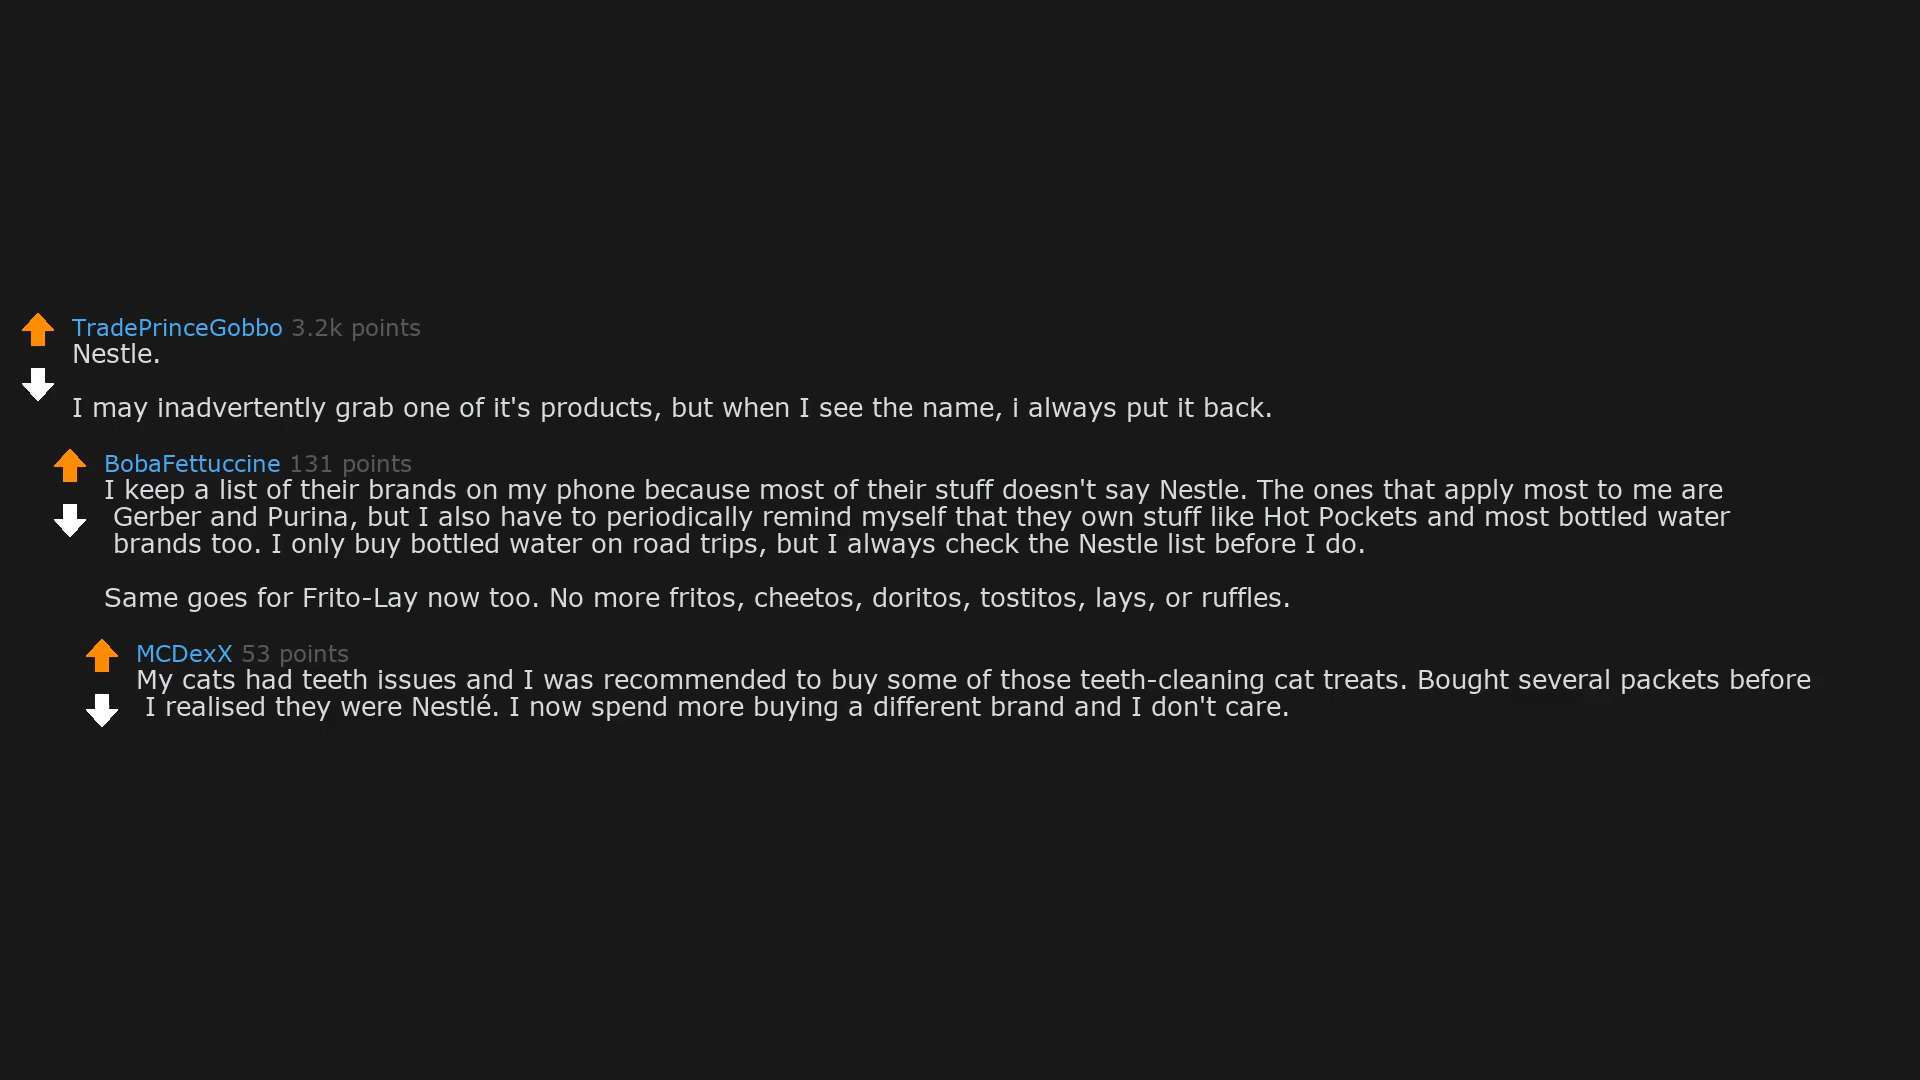 TradePrinceGobbo 3.2k points
Nestle.
I may inadvertently grab one of it's products, but when I see the name, i always put it back.
BobaFettuccine 131 points
I keep a list of their brands on my phone because most of their stuff doesn't say Nestle. The ones that apply most to me are
Gerber and Purina, but I also have to periodically remind myself that they own stuff like Hot Pockets and most bottled water
brands too. I only buy bottled water on road trips, but I always check the Nestle list before I do.
Same goes for Frito-Lay now too. No more fritos, cheetos, doritos, tostitos, lays, or ruffles.
MCDexX 53 points
My cats had teeth issues and I was recommended to buy some of those teeth-cleaning cat treats. Bought several packets before
I realised they were Nestlé. I now spend more buying a different brand and I don't care.